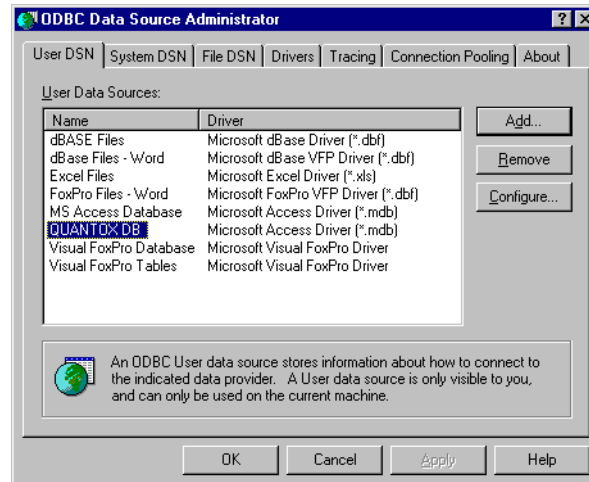 ODBC Data Source Administrator
User DSN System DSN File DSN Drivers Tracing Connection Pooling About
User Data Sources:
Name Driver
dBASE Files Microsoft dBase Driver (*.dbf)
dBase Files - Word Microsoft dBase VFP Driver (*.dbf)
Excel Files Microsoft Excel Driver (*.xls)
FoxPro Files - Word Microsoft FoxPro VFP Driver (*.dbf)
MS Access Database Microsoft Access Driver (*.mdb)
QUANTOX DB Microsoft Access Driver (*.mdb)
Visual FoxPro Database Microsoft Visual FoxPro Driver
Visual FoxPro Tables Microsoft Visual FoxPro Driver
Add...
Remove
Configure...
An ODBC User data source stores information about how to connect to
the indicated data provider. A User data source is only visible to you,
and can only be used on the current machine.
OK Cancel Apply Help